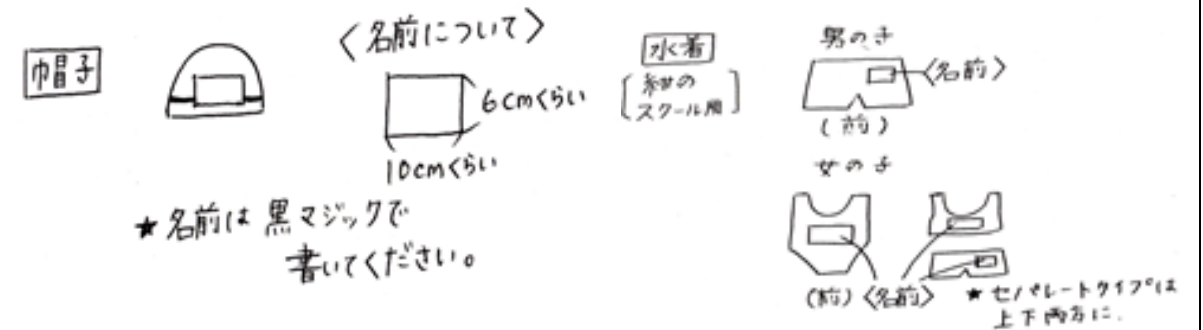 帽子
〈名前について〉
6cmくらい
10cmくらい
★名前は黒マジックで
書いてください。
水着
紺の
スクール用
男の子
〈名前〉
(前)
女の子
(前)〈名前〉
★セパレートタイプは
上下両方に.